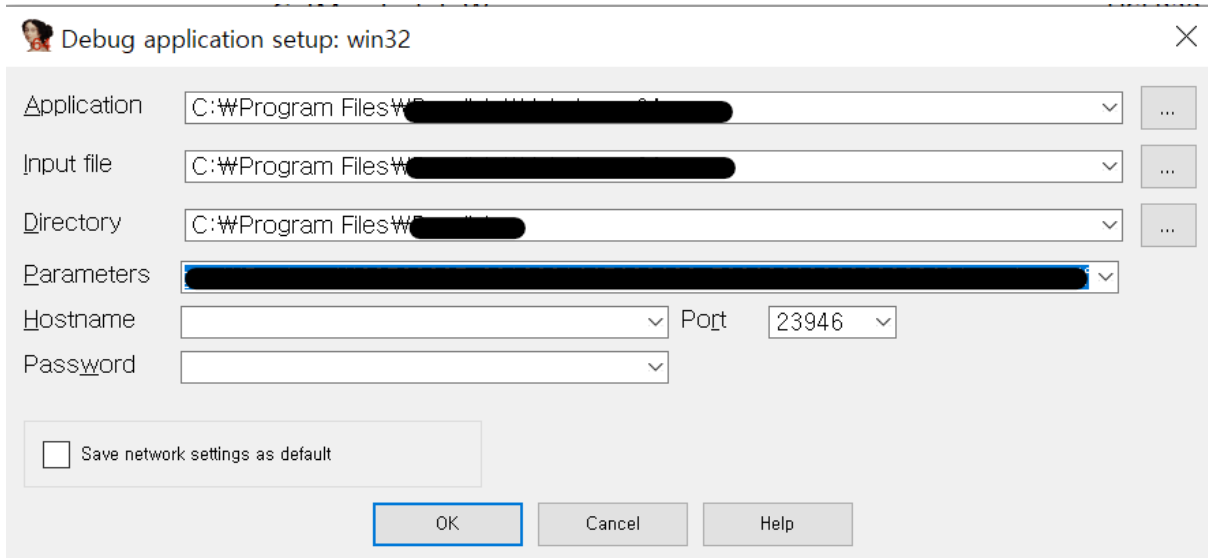 Debug application setup: win32
Application C:₩Program Files₩ ...
Input file C:₩Program Files₩ ...
Directory C:₩Program Files₩ ...
Parameters
Hostname Port 23946
Password
Save network settings as default
OK Cancel Help